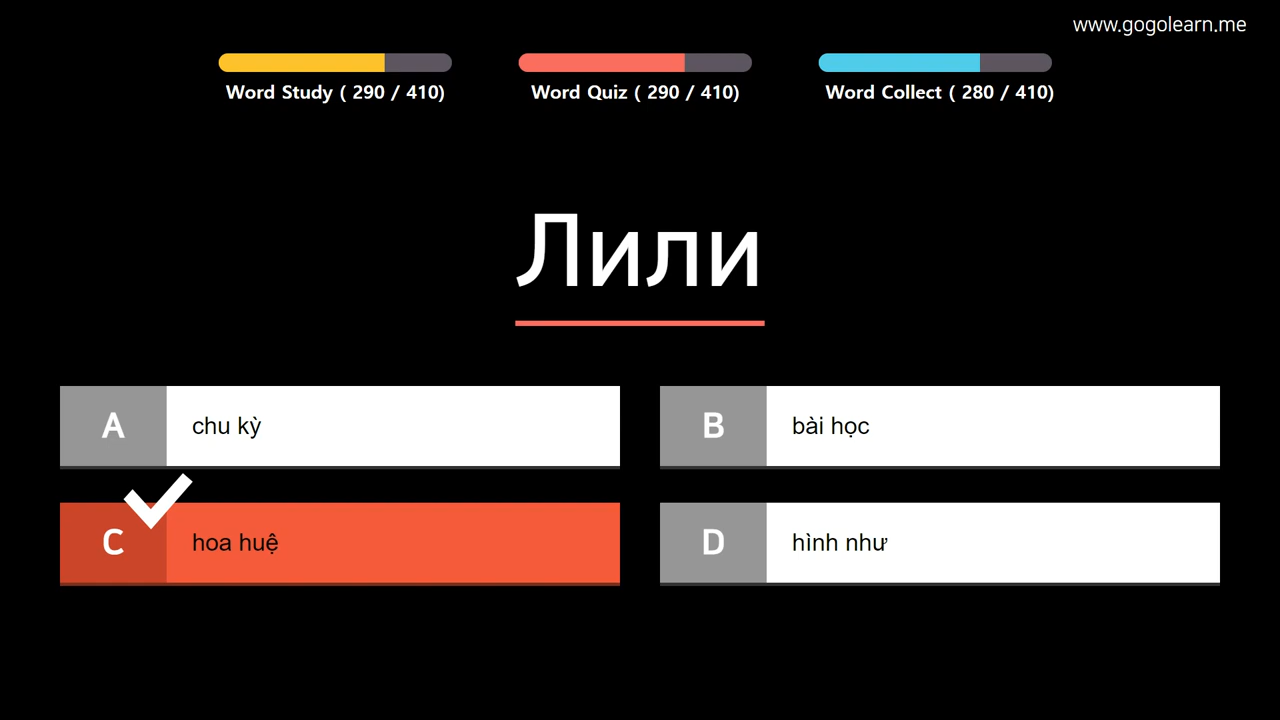 www.gogolearn.me
Word Study ( 290 / 410)
Word Quiz ( 290 / 410)
Word Collect ( 280 / 410)
Лили
A
chu kỳ
B
bài học
C
hoa huệ
D
hình như